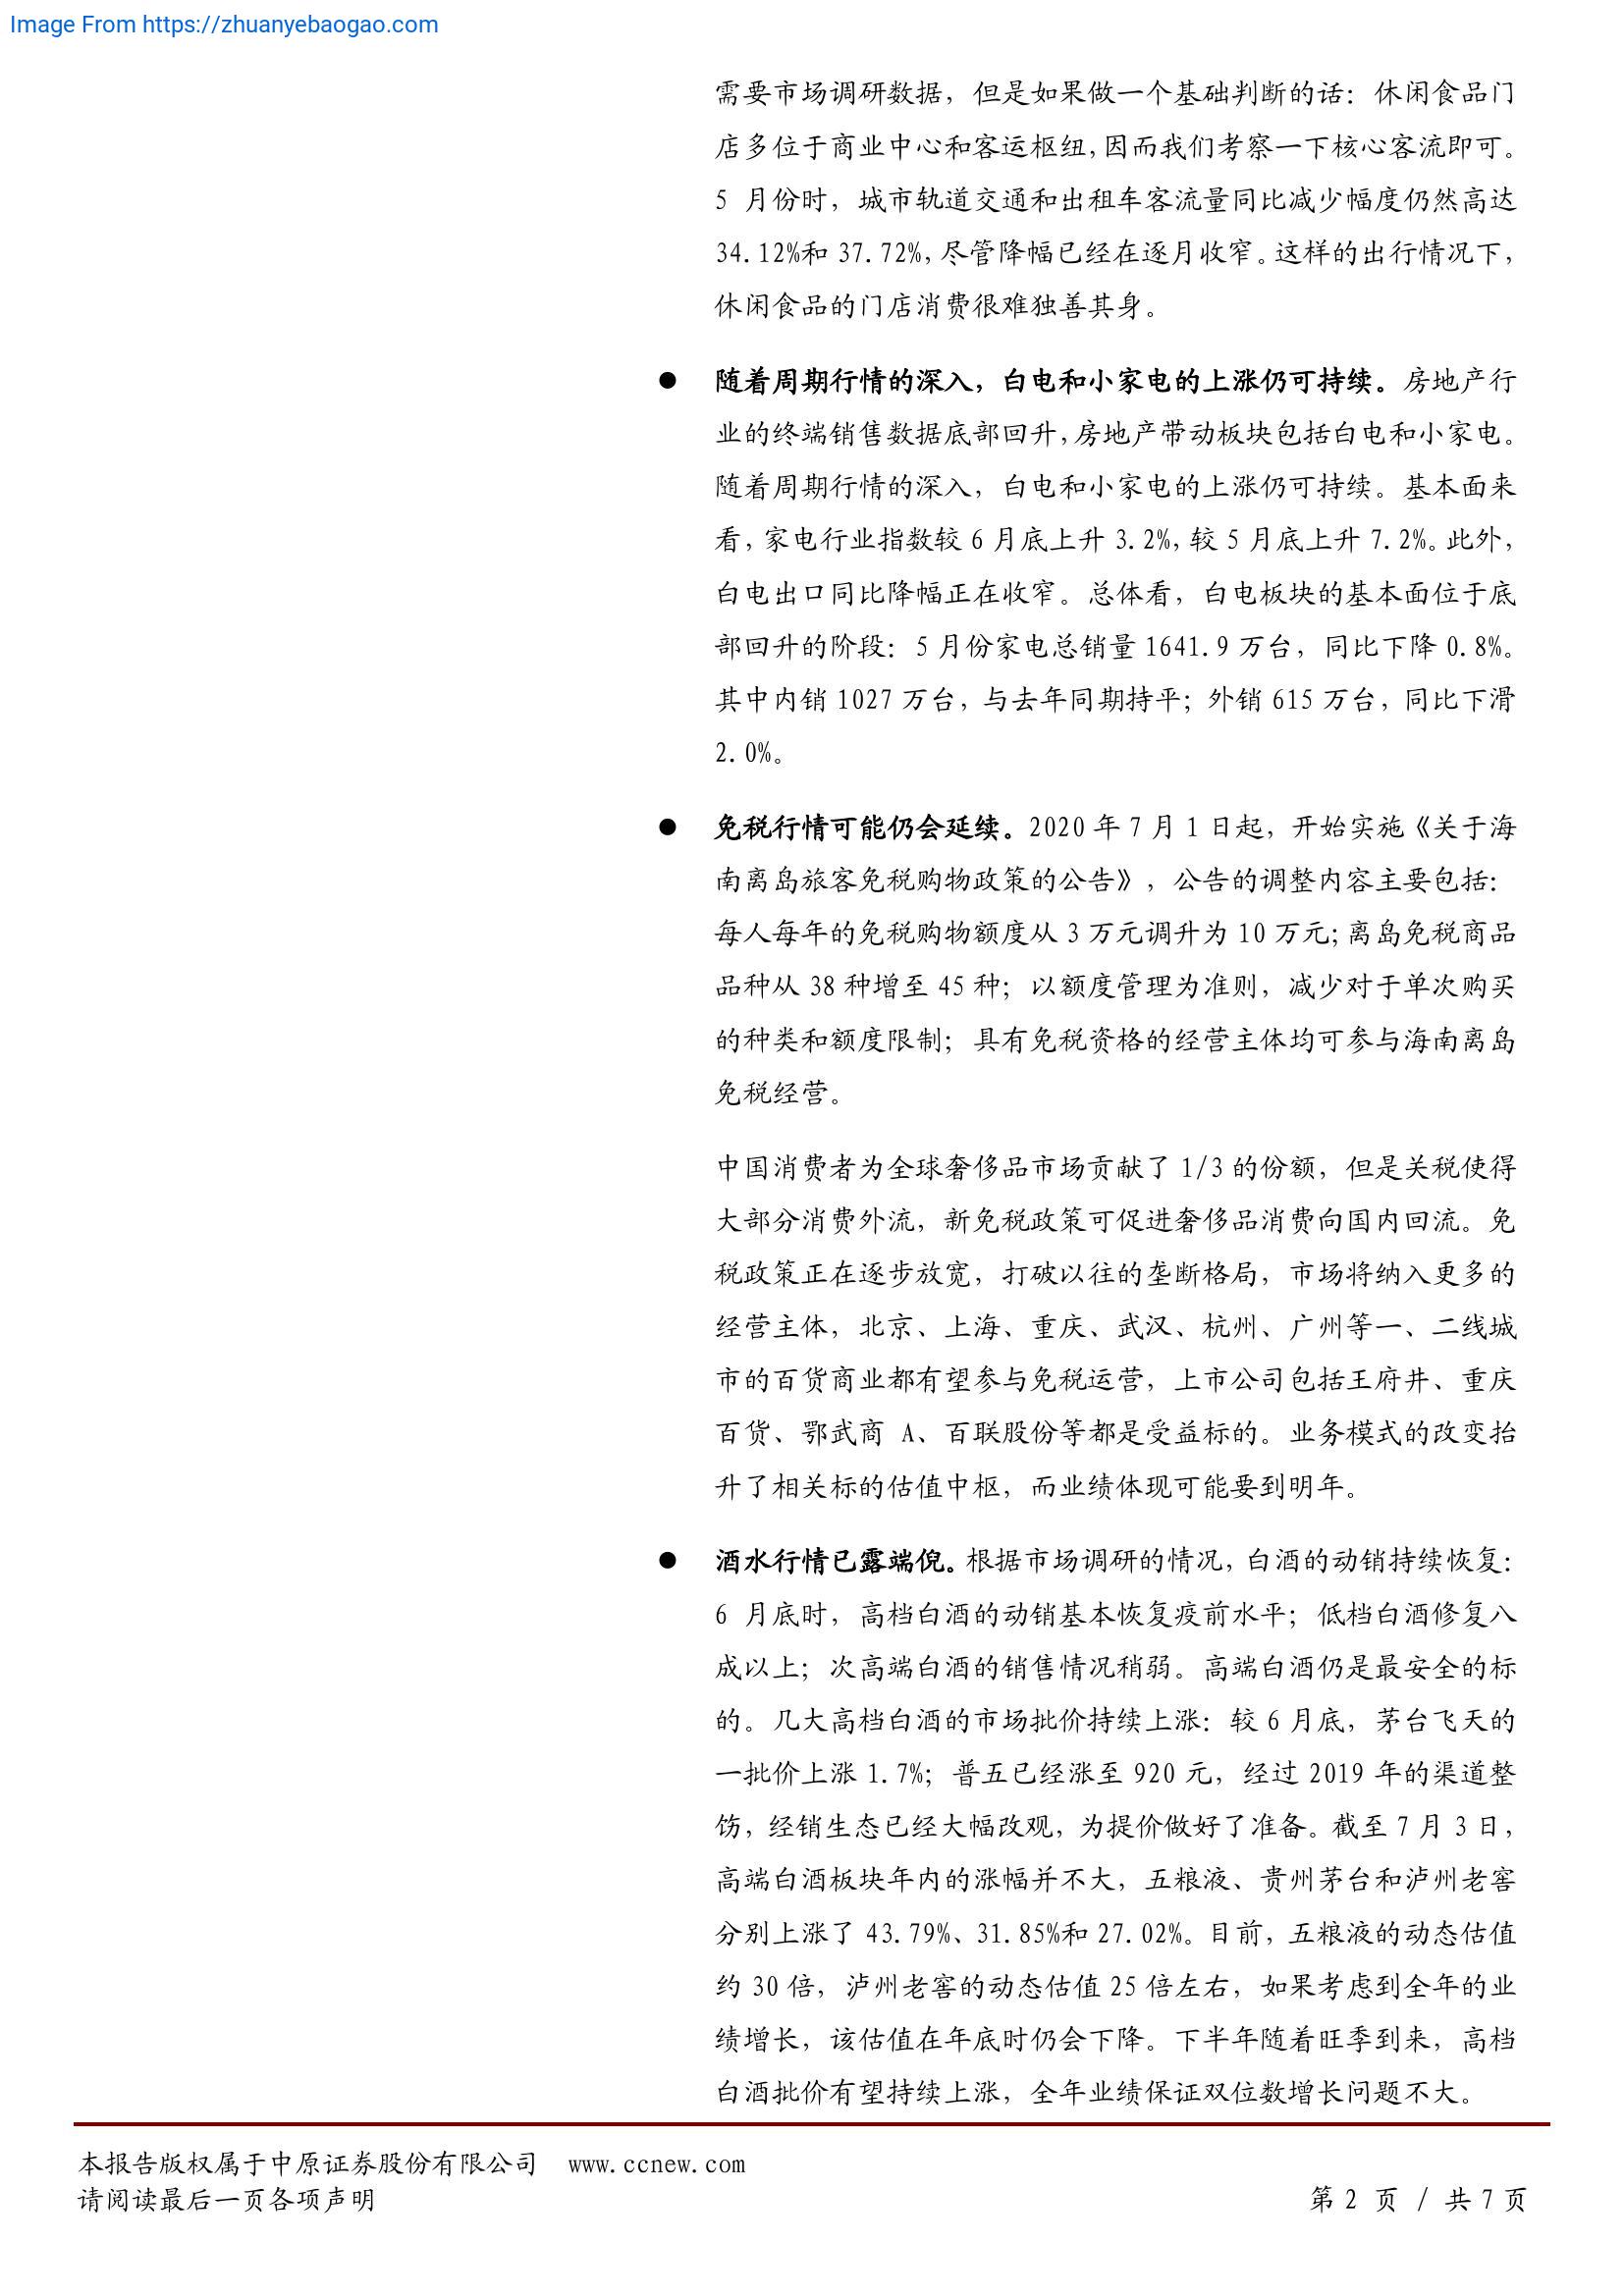 Image From https://zhuanyebaogao.com
需要市场调研数据，但是如果做一个基础判断的话：休闲食品门
店多位于商业中心和客运枢纽，因而我们考察一下核心客流即可。
5 月份时，城市轨道交通和出租车客流量同比减少幅度仍然高达
34.12%和 37.72%，尽管降幅已经在逐月收窄。这样的出行情况下，
休闲食品的门店消费很难独善其身。
● 随着周期行情的深入，白电和小家电的上涨仍可持续。房地产行
业的终端销售数据底部回升，房地产带动板块包括白电和小家电。
随着周期行情的深入，白电和小家电的上涨仍可持续。基本面来
看，家电行业指数较 6 月底上升 3.2%，较 5 月底上升 7.2%。此外，
白电出口同比降幅正在收窄。总体看，白电板块的基本面位于底
部回升的阶段：5 月份家电总销量 1641.9 万台，同比下降 0.8%。
其中内销 1027 万台，与去年同期持平；外销 615 万台，同比下滑
2.0%。
● 免税行情可能仍会延续。2020 年 7 月 1 日起，开始实施《关于海
南离岛旅客免税购物政策的公告》，公告的调整内容主要包括：
每人每年的免税购物额度从 3 万元调升为 10 万元；离岛免税商品
品种从 38 种增至 45 种；以额度管理为准则，减少对于单次购买
的种类和额度限制；具有免税资格的经营主体均可参与海南离岛
免税经营。
中国消费者为全球奢侈品市场贡献了 1/3 的份额，但是关税使得
大部分消费外流，新免税政策可促进奢侈品消费向国内回流。免
税政策正在逐步放宽，打破以往的垄断格局，市场将纳入更多的
经营主体，北京、上海、重庆、武汉、杭州、广州等一、二线城
市的百货商业都有望参与免税运营，上市公司包括王府井、重庆
百货、鄂武商 A、百联股份等都是受益标的。业务模式的改变抬
升了相关标的估值中枢，而业绩体现可能要到明年。
● 酒水行情已露端倪。根据市场调研的情况，白酒的动销持续恢复：
6 月底时，高档白酒的动销基本恢复疫前水平；低档白酒修复八
成以上；次高端白酒的销售情况稍弱。高端白酒仍是最安全的标
的。几大高档白酒的市场批价持续上涨：较 6 月底，茅台飞天的
一批价上涨 1.7%；普五已经涨至 920 元，经过 2019 年的渠道整
饬，经销生态已经大幅改观，为提价做好了准备。截至 7 月 3 日，
高端白酒板块年内的涨幅并不大，五粮液、贵州茅台和泸州老窖
分别上涨了 43.79%、31.85%和 27.02%。目前，五粮液的动态估值
约 30 倍，泸州老窖的动态估值 25 倍左右，如果考虑到全年的业
绩增长，该估值在年底时仍会下降。下半年随着旺季到来，高档
白酒批价有望持续上涨，全年业绩保证双位数增长问题不大。
本报告版权属于中原证券股份有限公司 www.ccnew.com
请阅读最后一页各项声明
第 2 页 / 共 7 页